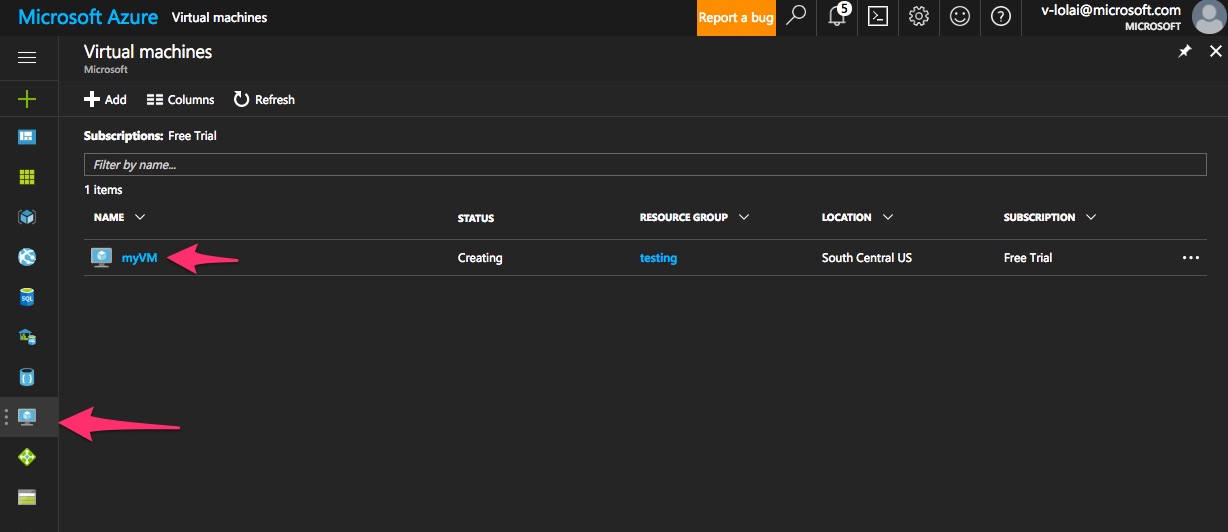 Microsoft Azure Virtual machines
Report a bug
5
v-lolai@microsoft.com
MICROSOFT
Virtual machines
Microsoft
Add Columns Refresh
Subscriptions: Free Trial
Filter by name...
1 items
NAME STATUS RESOURCE GROUP LOCATION SUBSCRIPTION
myVM Creating testing South Central US Free Trial
SQL